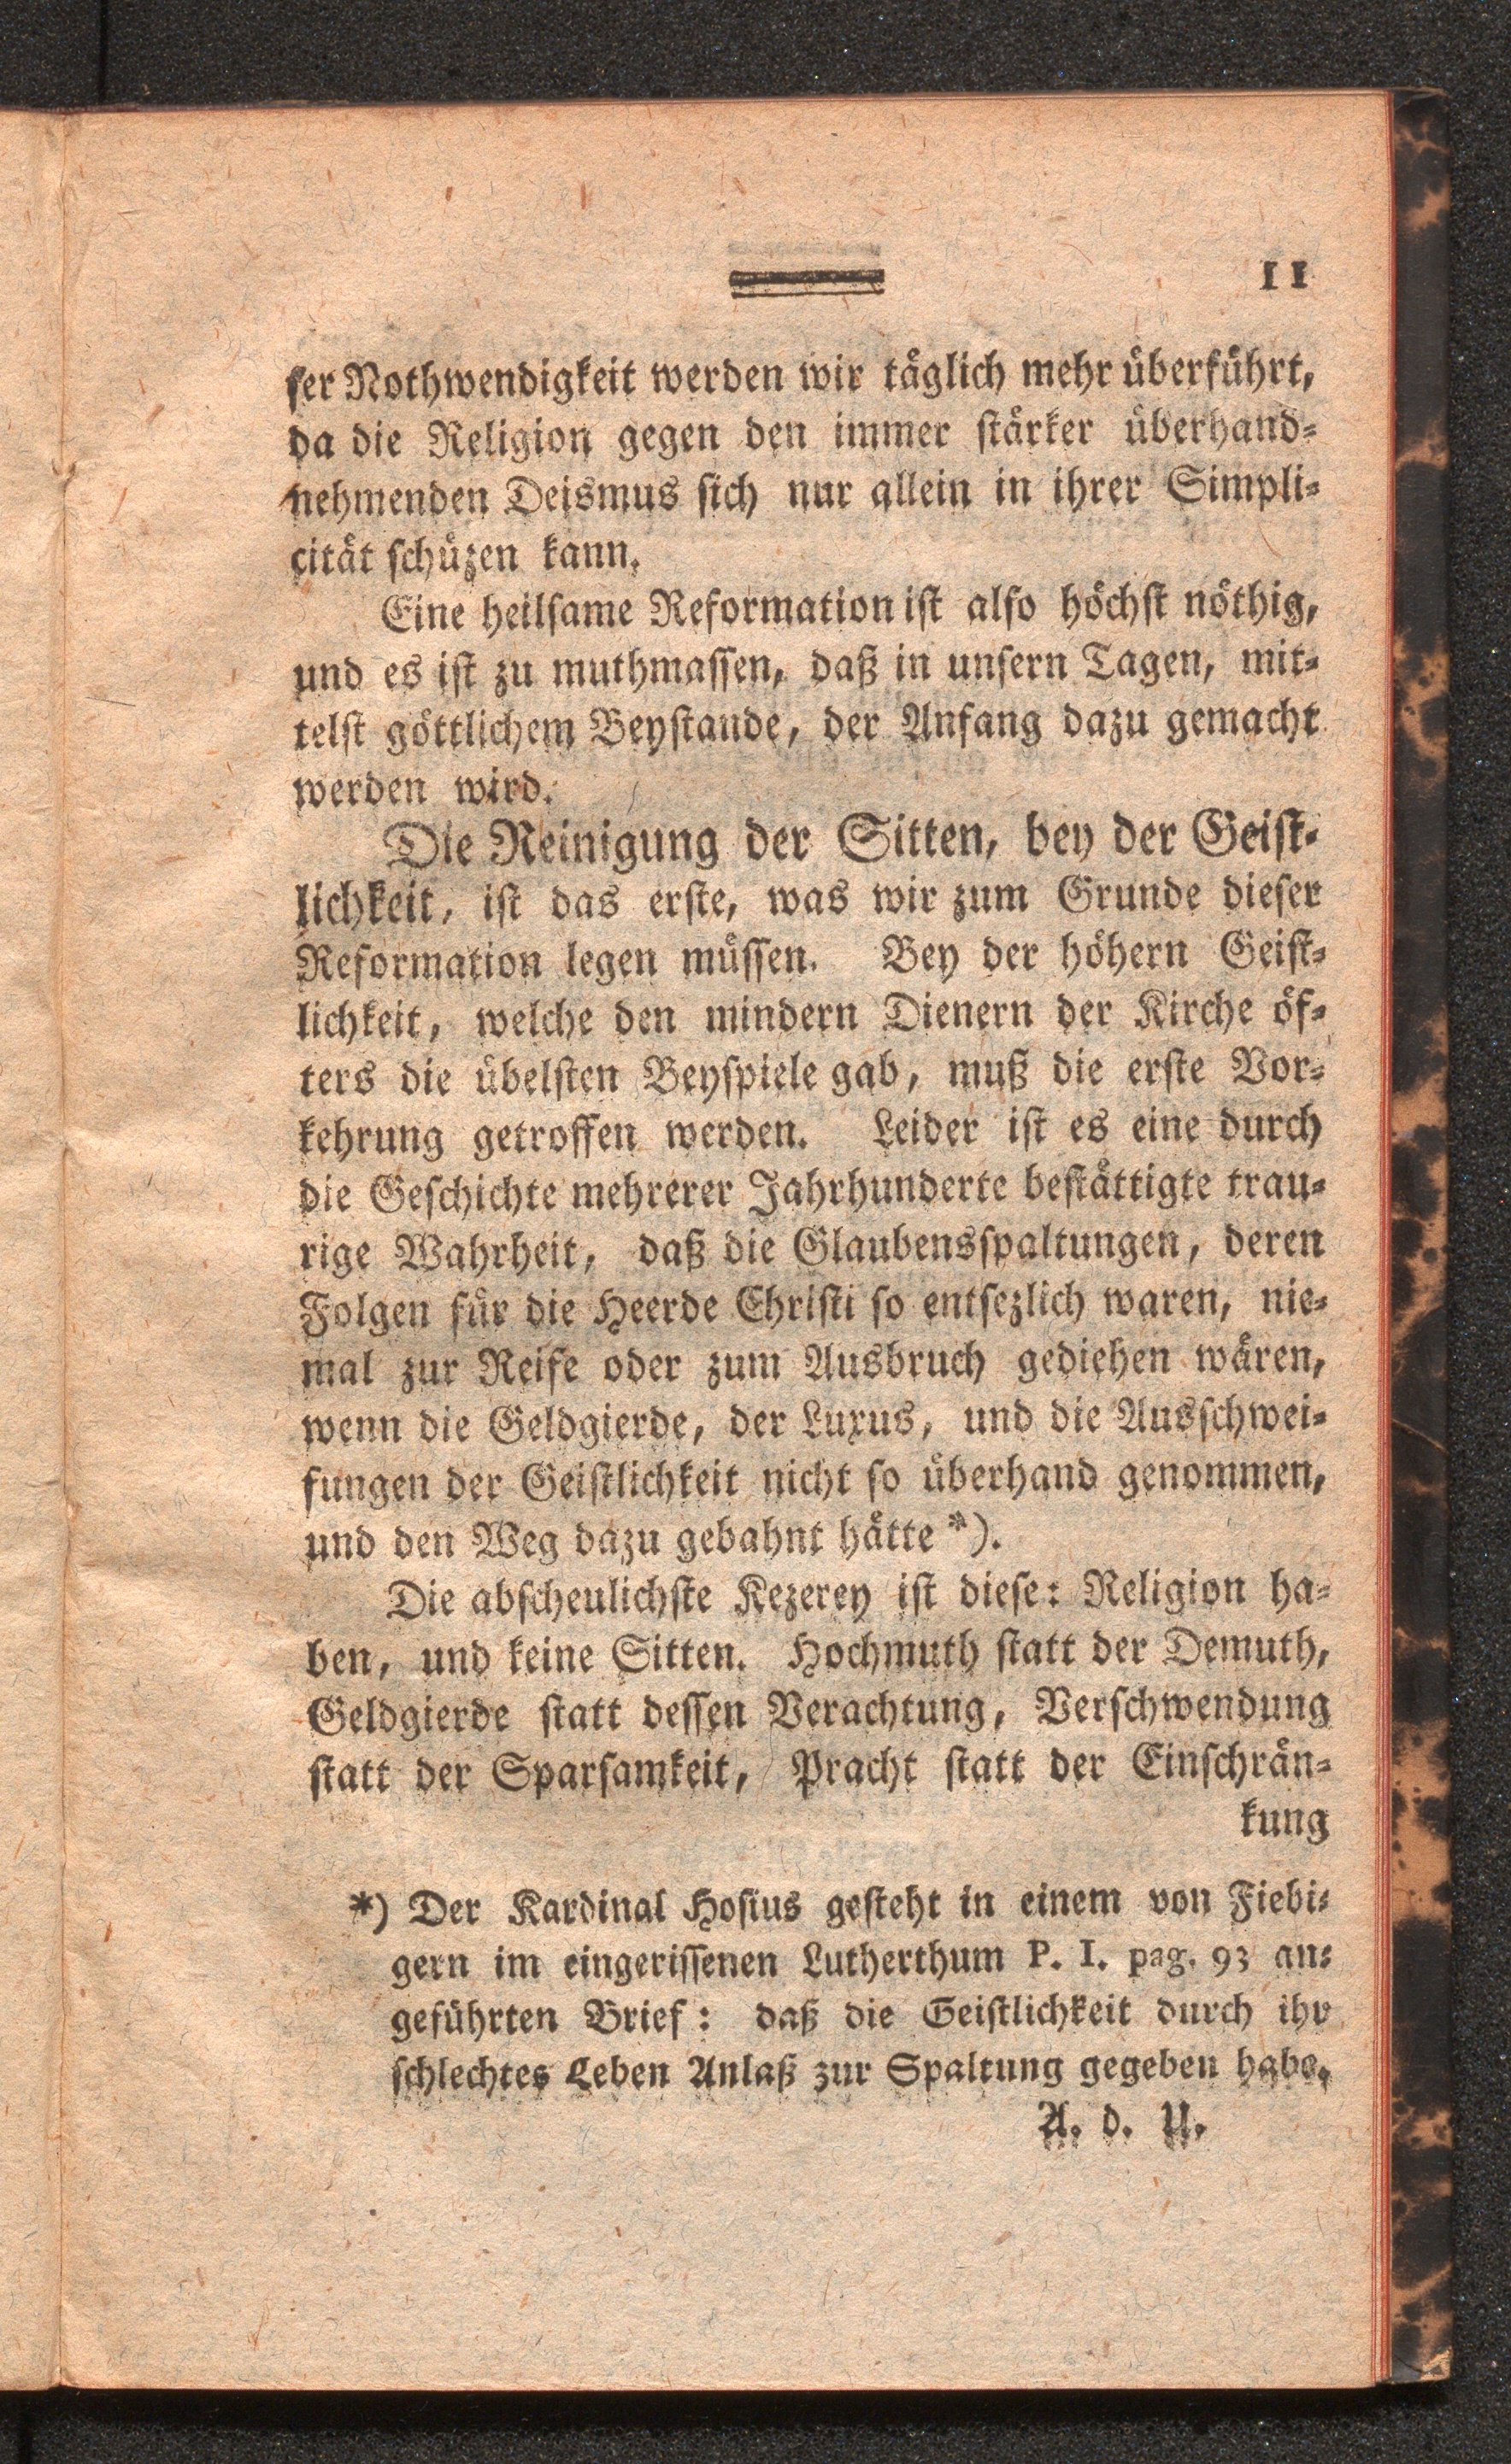 11
ſer Nothwendigkeit werden wir täglich mehr überführt,
da die Religion gegen den immer ſtärker überhand-
nehmenden Deismus ſich nur allein in ihrer Simpli-
cität ſchüzen kann.
Eine heilſame Reformation iſt alſo höchſt nöthig,
und es iſt zu muthmaſſen, daß in unſern Tagen, mit-
telſt göttlichem Beyſtande, der Anfang dazu gemacht
werden wird.
Die Reinigung der Sitten, bey der Geiſt-
lichkeit, iſt das erſte, was wir zum Grunde dieſer
Reformation legen müſſen. Bey der höhern Geiſt-
lichkeit, welche den mindern Dienern der Kirche öf-
ters die übelſten Beyſpiele gab, muß die erſte Vor-
kehrung getroffen werden. Leider iſt es eine durch
die Geſchichte mehrerer Jahrhunderte beſtättigte trau-
rige Wahrheit, daß die Glaubensſpaltungen, deren
Folgen für die Heerde Chriſti ſo entſezlich waren, nie-
mal zur Reife oder zum Ausbruch gediehen wären,
wenn die Geldgierde, der Luxus, und die Ausſchwei-
fungen der Geiſtlichkeit nicht ſo überhand genommen,
und den Weg dazu gebahnt hätte *).
Die abſcheulichſte Kezerey iſt dieſe: Religion ha-
ben, und keine Sitten. Hochmuth ſtatt der Demuth,
Geldgierde ſtatt deſſen Verachtung, Verſchwendung
ſtatt der Sparſamkeit, Pracht ſtatt der Einſchrän-
kung
*) Der Kardinal Hoſius geſteht in einem von Fiebi-
gern im eingeriſſenen Lutherthum P. I. pag. 93 an-
geführten Brief: daß die Geiſtlichkeit durch ihr
ſchlechtes Leben Anlaß zur Spaltung gegeben habe.
A. d. U.